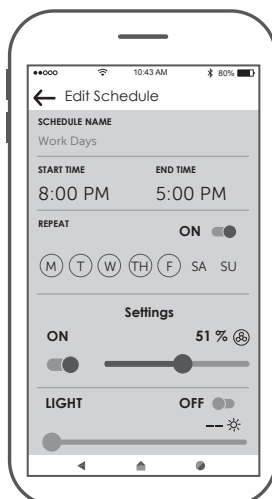 10:43 AM 80%
Edit Schedule
SCHEDULE NAME
Work Days
START TIME END TIME
8:00 PM 5:00 PM
REPEAT ON
M T W TH F SA SU
Settings
ON 51 %
LIGHT OFF
--